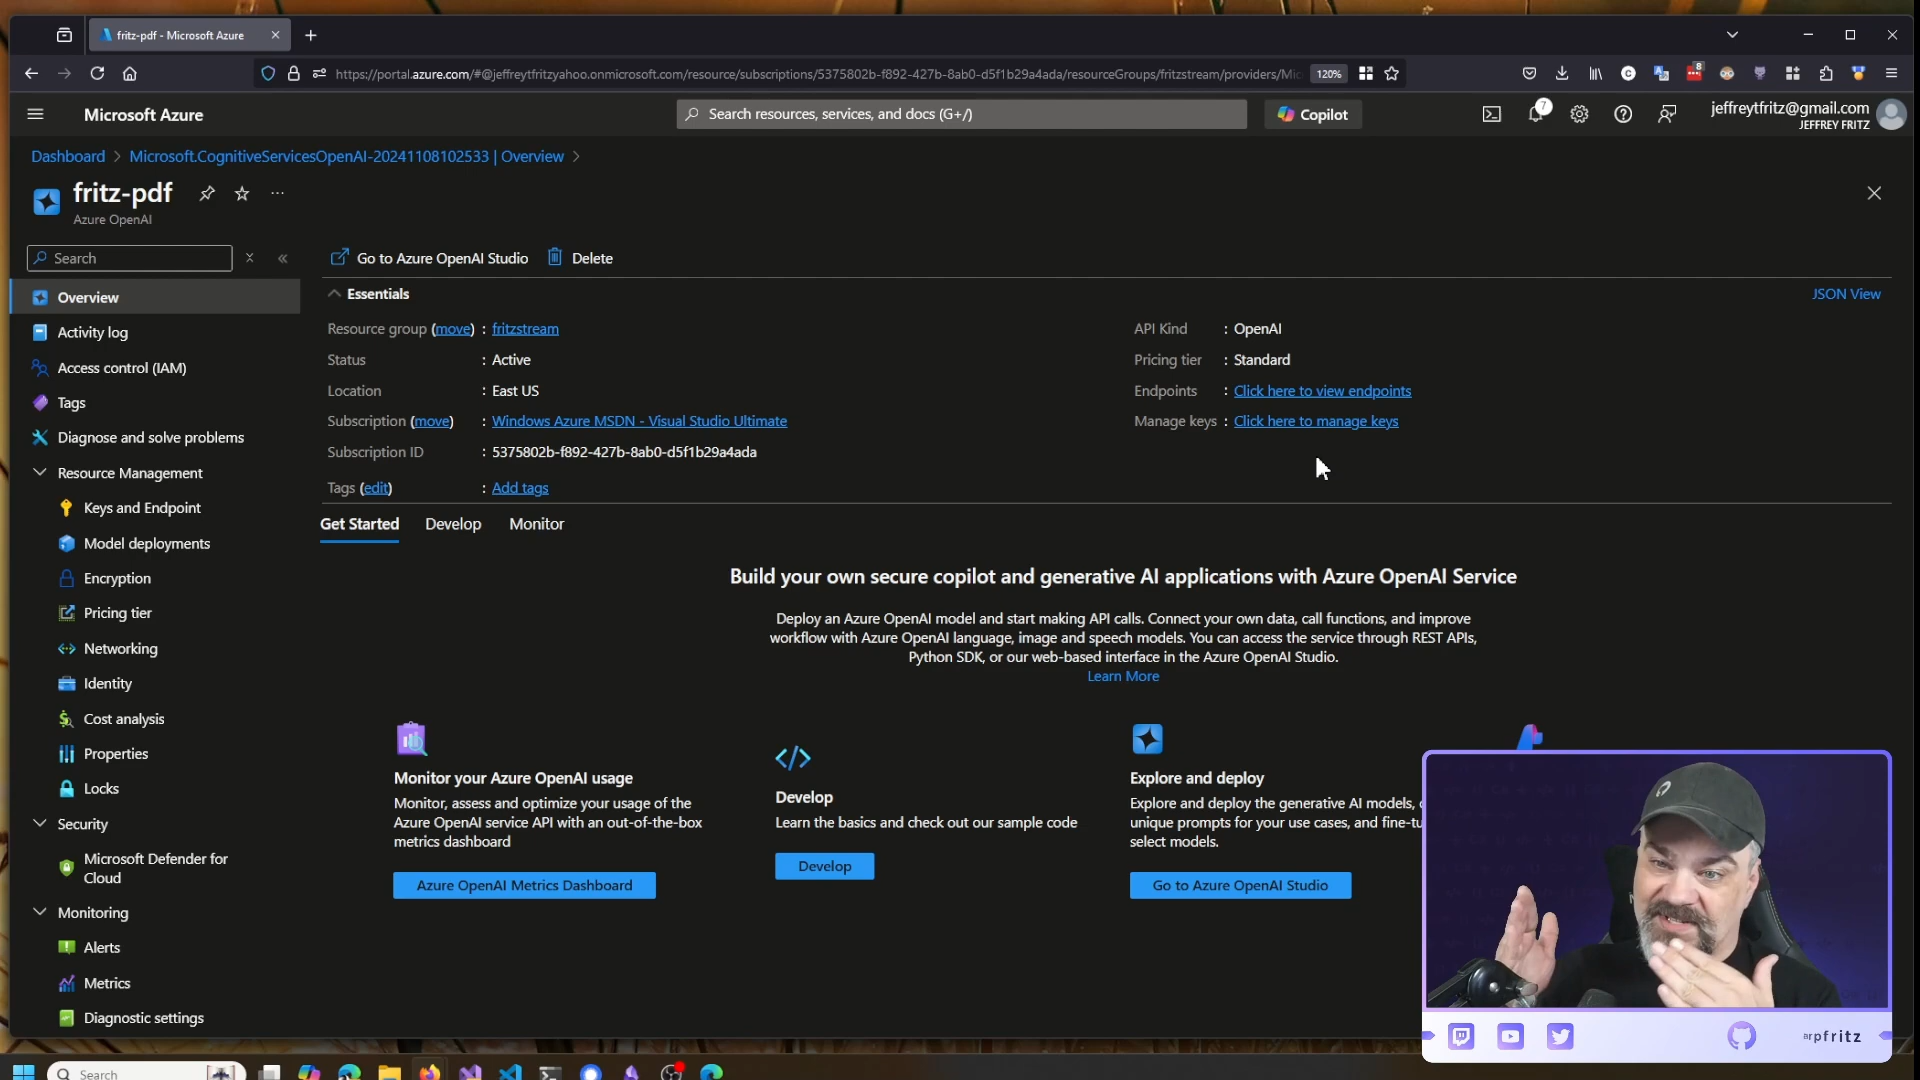 fritz-pdf - Microsoft Azure
https://portal.azure.com/#@jeffreytfritzyahoo.onmicrosoft.com/resource/subscriptions/5375802b-f892-427b-8ab0-d5f1b29a4ada/resourceGroups/fritzstream/providers/Mic
120%
8
Microsoft Azure
Search resources, services, and docs (G+/)
Copilot
7
jeffreytfritz@gmail.com
JEFFREY FRITZ
Dashboard > Microsoft.CognitiveServicesOpenAI-20241108102533 | Overview >
fritz-pdf
Azure OpenAI
Search
Go to Azure OpenAI Studio
Delete
Overview
Activity log
Access control (IAM)
Tags
Diagnose and solve problems
Resource Management
Keys and Endpoint
Model deployments
Encryption
Pricing tier
Networking
Identity
Cost analysis
Properties
Locks
Security
Microsoft Defender for
Cloud
Monitoring
Alerts
Metrics
Diagnostic settings
Essentials
JSON View
Resource group (move) : fritzstream
Status : Active
Location : East US
Subscription (move) : Windows Azure MSDN - Visual Studio Ultimate
Subscription ID : 5375802b-f892-427b-8ab0-d5f1b29a4ada
Tags (edit) : Add tags
API Kind : OpenAI
Pricing tier : Standard
Endpoints : Click here to view endpoints
Manage keys : Click here to manage keys
Get Started Develop Monitor
Build your own secure copilot and generative AI applications with Azure OpenAI Service
Deploy an Azure OpenAI model and start making API calls. Connect your own data, call functions, and improve
workflow with Azure OpenAI language, image and speech models. You can access the service through REST APIs,
Python SDK, or our web-based interface in the Azure OpenAI Studio.
Learn More
Monitor your Azure OpenAI usage
Monitor, assess and optimize your usage of the
Azure OpenAI service API with an out-of-the-box
metrics dashboard
Azure OpenAI Metrics Dashboard
Develop
Learn the basics and check out our sample code
Develop
Explore and deploy
Explore and deploy the generative AI models,
unique prompts for your use cases, and fine-tu
select models.
Go to Azure OpenAI Studio
pfritz
Search